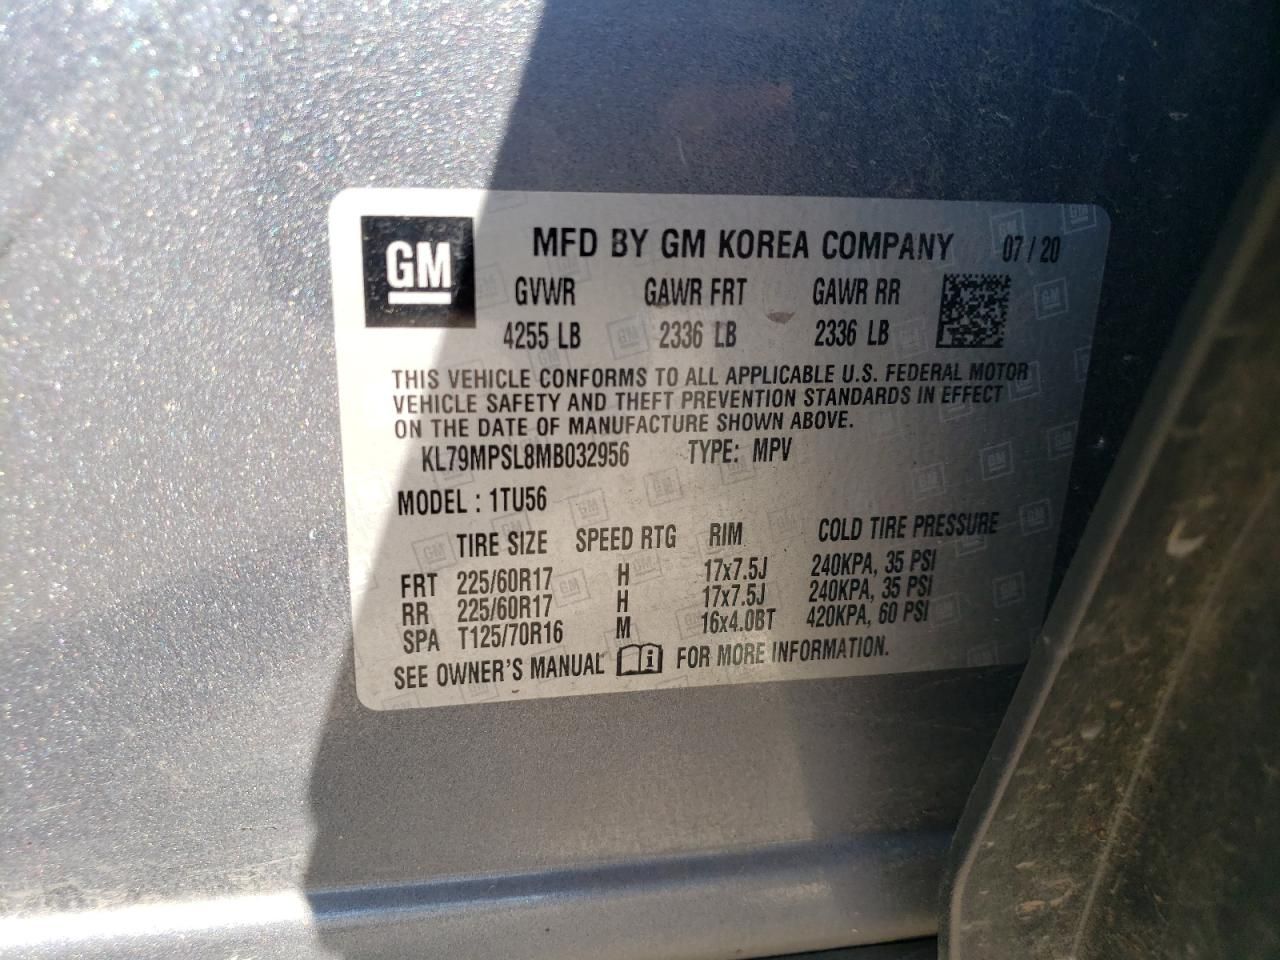 GM
MFD BY GM KOREA COMPANY 07 / 20
GVWR GAWR FRT GAWR RR
4255 LB 2336 LB 2336 LB
THIS VEHICLE CONFORMS TO ALL APPLICABLE U.S. FEDERAL MOTOR
VEHICLE SAFETY AND THEFT PREVENTION STANDARDS IN EFFECT
ON THE DATE OF MANUFACTURE SHOWN ABOVE.
KL79MPSL8MB032956 TYPE: MPV
MODEL : 1TU56
TIRE SIZE SPEED RTG RIM COLD TIRE PRESSURE
FRT 225/60R17 H 17x7.5J 240KPA, 35 PSI
RR 225/60R17 H 17x7.5J 240KPA, 35 PSI
SPA T125/70R16 M 16x4.0BT 420KPA, 60 PSI
SEE OWNER'S MANUAL i FOR MORE INFORMATION.